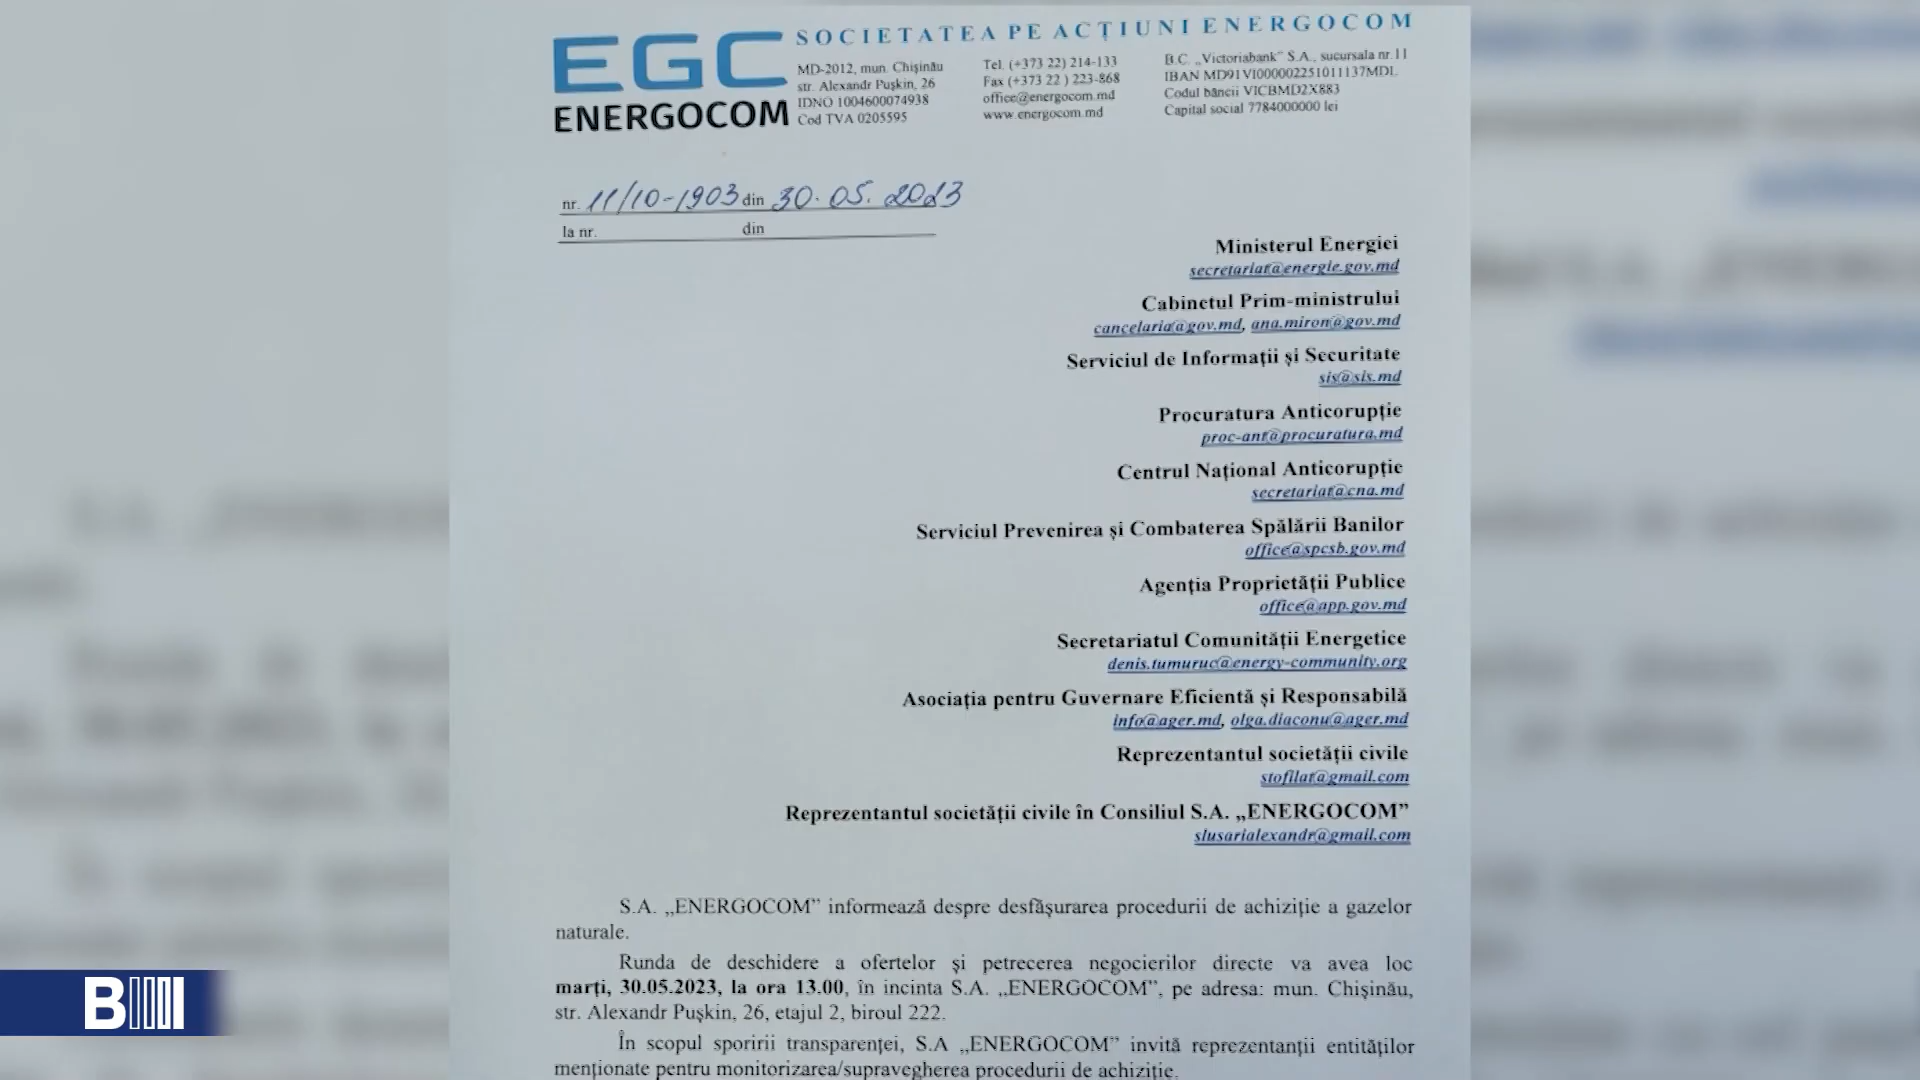 EGC
ENERGOCOM
SOCIETATEA PE ACȚIUNI ENERGOCOM
MD-2012, mun. Chișinău
str. Alexandr Pușkin, 26
IDNO 1004600074938
Cod TVA 0205595
Tel. (+373 22) 214-133
Fax (+373 22 ) 223-868
office@energocom.md
www.energocom.md
B.C. „Victoriabank" S.A., sucursala nr.11
IBAN MD91VI000002251011137MDL
Codul băncii VICBMD2X883
Capital social 7784000000 lei
nr. 11/10-1903 din 30.05.2023
la nr. din
Ministerul Energiei
secretariat@energie.gov.md
Cabinetul Prim-ministrului
cancelaria@gov.md, ana.miron@gov.md
Serviciul de Informații și Securitate
sis@sis.md
Procuratura Anticorupție
proc-ant@procuratura.md
Centrul Național Anticorupție
secretariat@cna.md
Serviciul Prevenirea și Combaterea Spălării Banilor
office@spcsb.gov.md
Agenția Proprietății Publice
office@app.gov.md
Secretariatul Comunității Energetice
denis.tumuruc@energy-community.org
Asociația pentru Guvernare Eficientă și Responsabilă
info@ager.md, olga.diaconu@ager.md
Reprezentantul societății civile
stofilat@gmail.com
Reprezentantul societății civile în Consiliul S.A. „ENERGOCOM”
slusarialexandr@gmail.com
S.A. „ENERGOCOM” informează despre desfășurarea procedurii de achiziție a gazelor
naturale.
Runda de deschidere a ofertelor și petrecerea negocierilor directe va avea loc
marți, 30.05.2023, la ora 13.00, în incinta S.A. „ENERGOCOM”, pe adresa: mun. Chișinău,
str. Alexandr Pușkin, 26, etajul 2, biroul 222.
În scopul sporirii transparenței, S.A „ENERGOCOM” invită reprezentanții entităților
menționate pentru monitorizarea/supravegherea procedurii de achiziție.
B